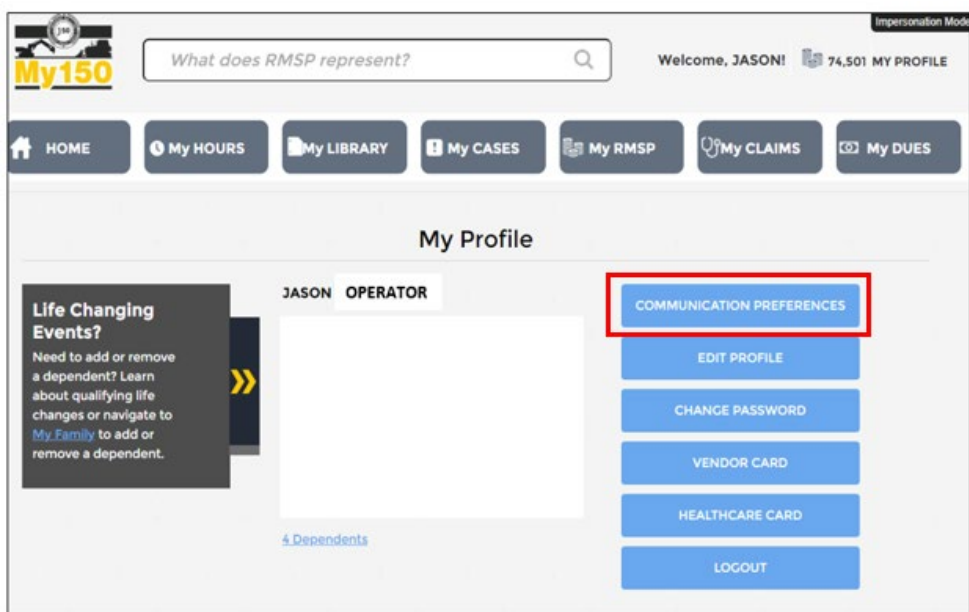 Impersonation Mode
150
My150
What does RMSP represent?
Welcome, JASON!
74,501 MY PROFILE
HOME
My HOURS
My LIBRARY
My CASES
My RMSP
My CLAIMS
My DUES
My Profile
Life Changing
Events?
Need to add or remove
a dependent? Learn
about qualifying life
changes or navigate to
My Family to add or
remove a dependent.
JASON OPERATOR
4 Dependents
COMMUNICATION PREFERENCES
EDIT PROFILE
CHANGE PASSWORD
VENDOR CARD
HEALTHCARE CARD
LOGOUT